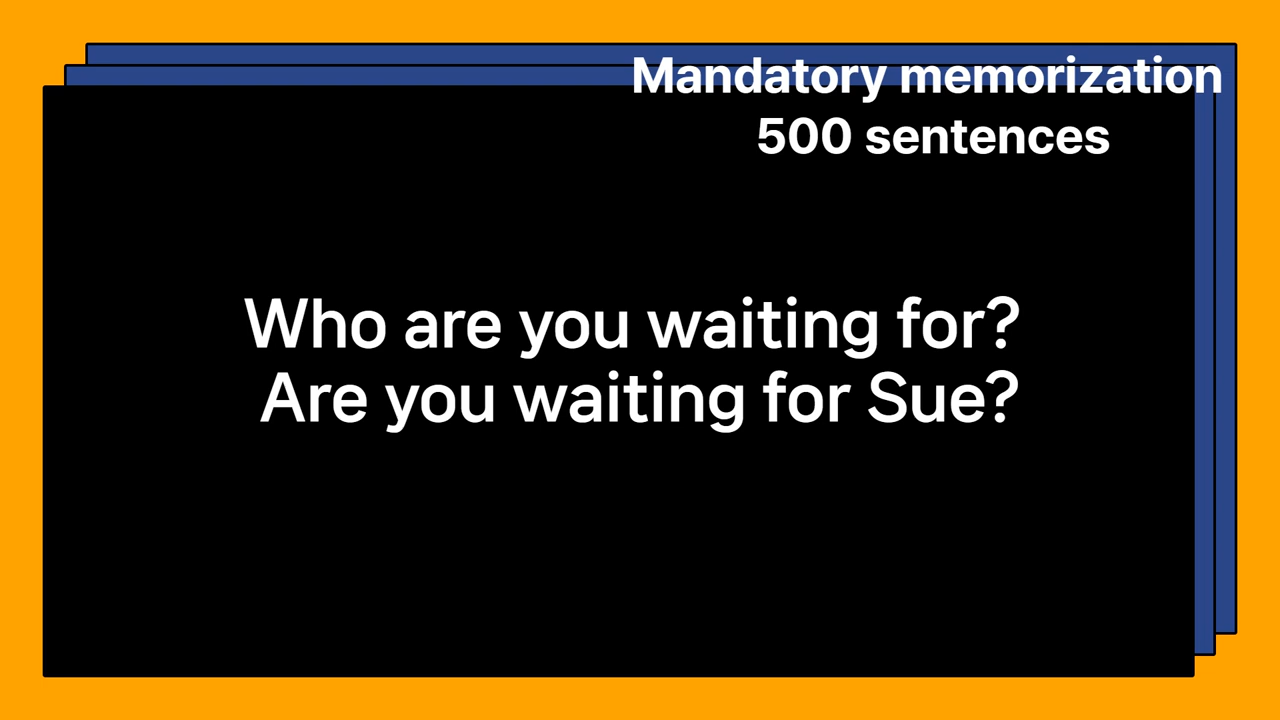 Mandatory memorization
500 sentences
Who are you waiting for?
Are you waiting for Sue?